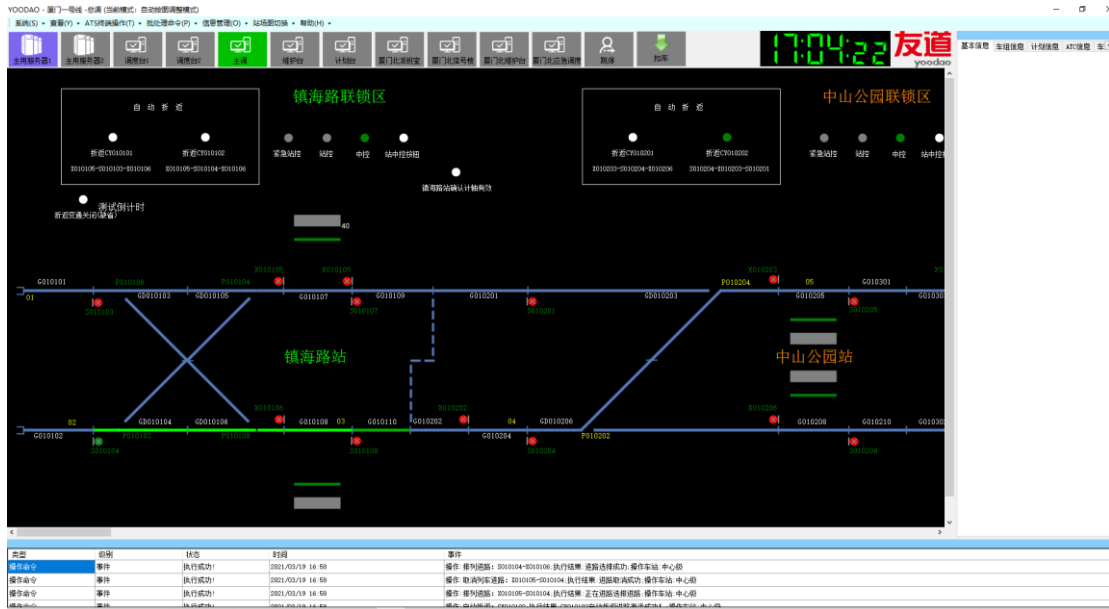 YOODAO - 厦门一号线 -总调 (当前模式: 自动按图调整模式)
系统(S) 查看(Y) ATS终端操作(T) 批处理命令(P) 信息管理(O) 站场图切换 帮助(H)
主用服务器1 主用服务器2 调度台1 调度台2 主调 维护台 计划台 厦门北派班室 厦门北信号楼 厦门北维护台 厦门北应急调度 跳停 扣车
17:04:22
友道
yoodao
基本信息 车组信息 计划信息 ATC信息
镇海路联锁区
中山公园联锁区
自 动 折 返
自 动 折 返
折返CY010101 折返CY010102 紧急站控 站控 中控 站中控按钮 折返CY010201 折返CY010202 紧急站控 站控 中控
X010105-S010103-X010106 X010105-S010104-X010106 X010203-S010204-X010206 S010204-X010203-S010201
镇海路站确认计轴有效
测试倒计时
折返贯通关闭(缺省)
40
X010105 X010109 X010203
G010101 P010106 P010104 P010204 05 G010301
01 GD010103 GD010105 G010107 G010109 G010201 GD010203 G010205
S010103 S010107 S010201 S010205
镇海路站
中山公园站
X010106 X010202 X010206
02 GD010104 GD010106 G010108 03 G010110 G010202 04 GD010206 G010208 G010210
G010102 P010102 P010108 G010204 P010202
S010104 S010108 S010204 S010208
类型 级别 状态 时间 事件
操作命令 事件 执行成功! 2021/03/19 16:58 操作:排列进路: S010104-X010106;执行结果:进路选择成功;操作车站:中心级
操作命令 事件 执行成功! 2021/03/19 16:58 操作:取消列车进路: X010105-S010104;执行结果:进路取消成功;操作车站:中心级
操作命令 事件 执行成功! 2021/03/19 16:58 操作:排列进路: X010105-S010104;执行结果:正在进路选排进路;操作车站:中心级